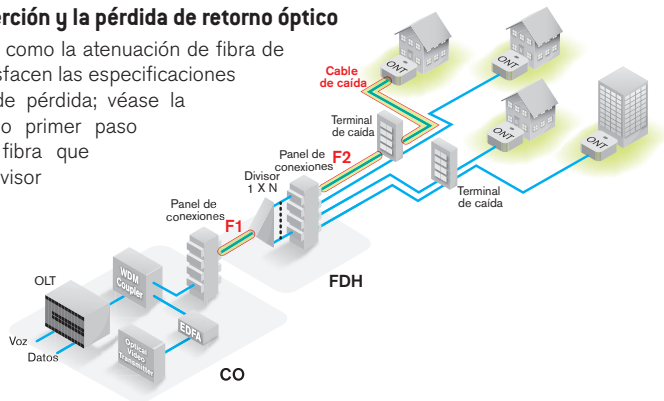 erción y la pérdida de retorno óptico
como la atenuación de fibra de
sfacen las especificaciones
de pérdida; véase la
o primer paso
fibra que
visor
Cable
de caída
ONT
ONT
ONT
ONT
Terminal
de caída
Terminal
de caída
Panel de
conexiones
F2
Divisor
1 X N
Panel de
conexiones
F1
FDH
OLT
WDM
Coupler
EDFA
Optical
Video
Transmitter
Voz
Datos
CO